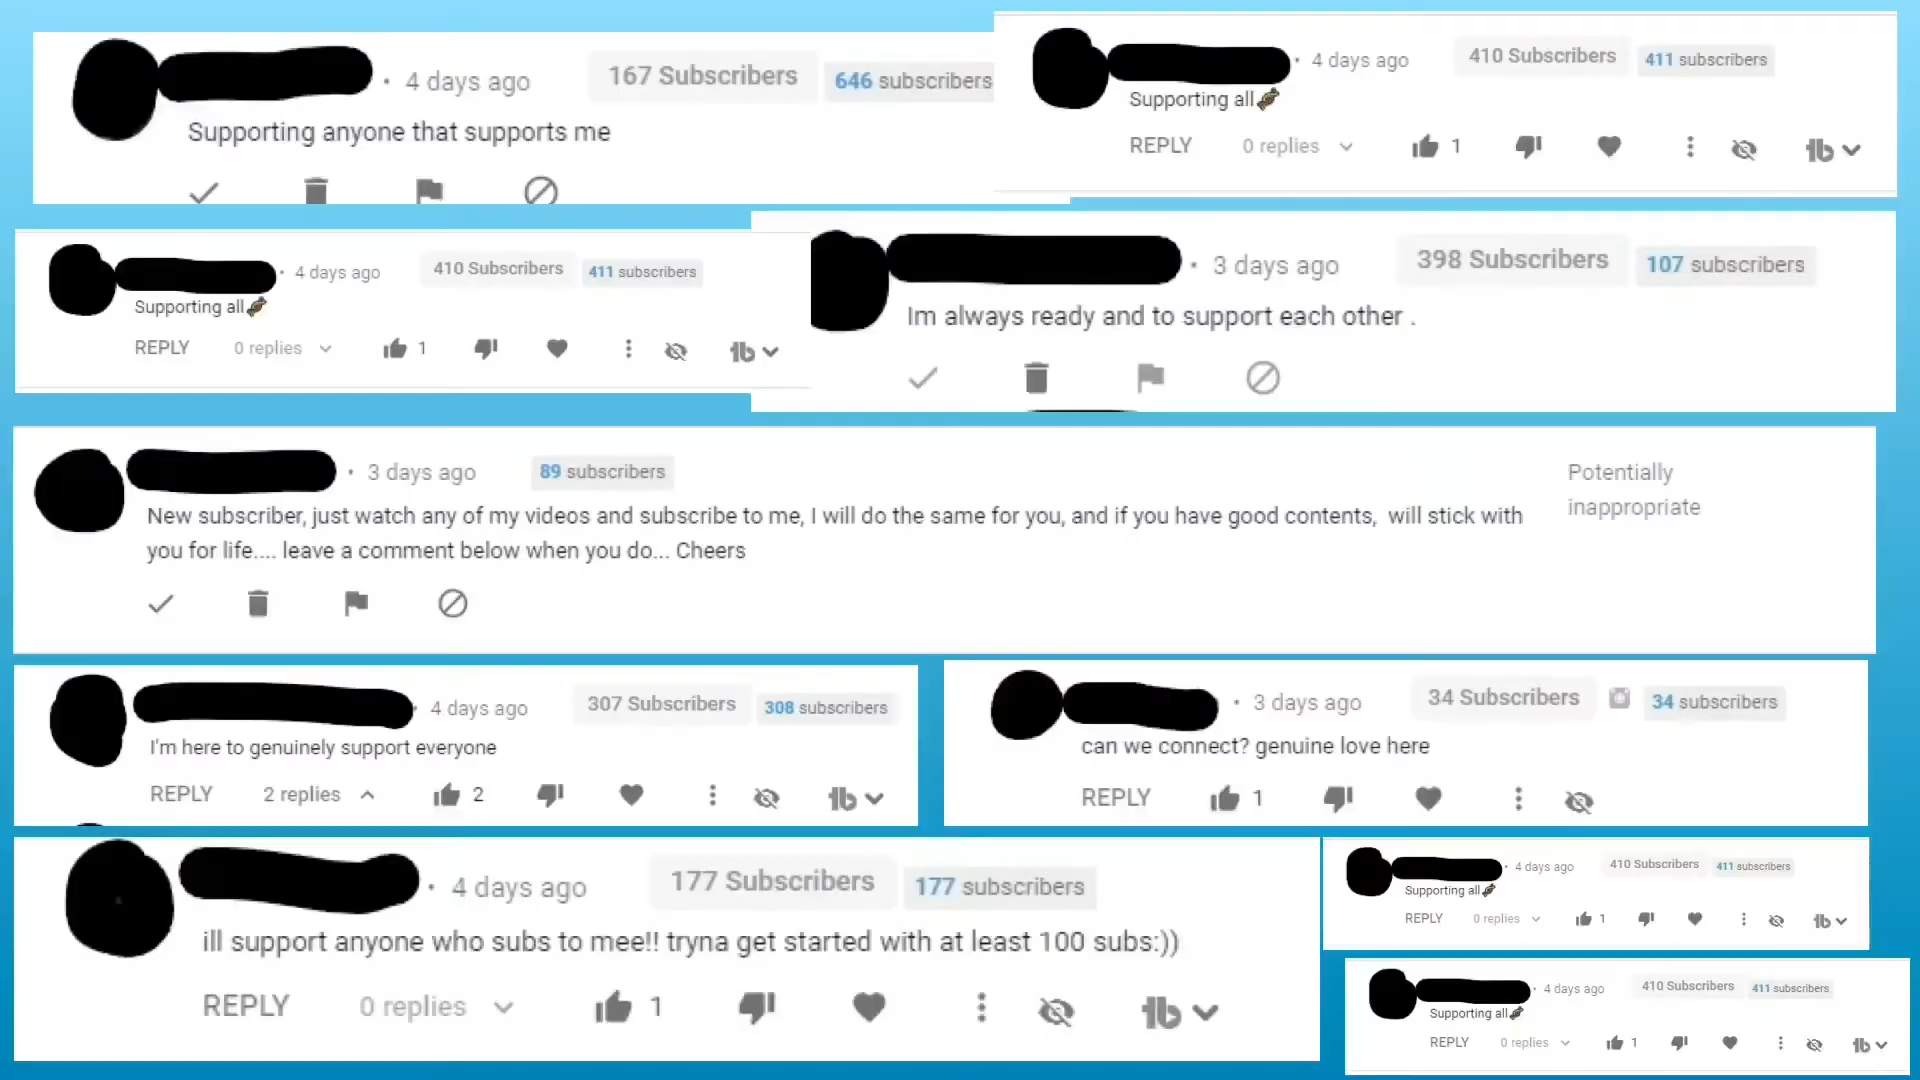 4 days ago 167 Subscribers 646 subscribers
Supporting anyone that supports me
4 days ago 410 Subscribers 411 subscribers
Supporting all
REPLY 0 replies 1
4 days ago 410 Subscribers 411 subscribers
Supporting all
REPLY 0 replies 1
3 days ago 398 Subscribers 107 subscribers
Im always ready and to support each other .
3 days ago 89 subscribers
New subscriber, just watch any of my videos and subscribe to me, I will do the same for you, and if you have good contents, will stick with
you for life.... leave a comment below when you do... Cheers
Potentially
inappropriate
4 days ago 307 Subscribers 308 subscribers
I'm here to genuinely support everyone
REPLY 2 replies 2
3 days ago 34 Subscribers 34 subscribers
can we connect? genuine love here
REPLY 1
4 days ago 177 Subscribers 177 subscribers
ill support anyone who subs to mee!! tryna get started with at least 100 subs:))
REPLY 0 replies 1
4 days ago 410 Subscribers 411 subscribers
Supporting all
REPLY 0 replies 1
4 days ago 410 Subscribers 411 subscribers
Supporting all
REPLY 0 replies 1